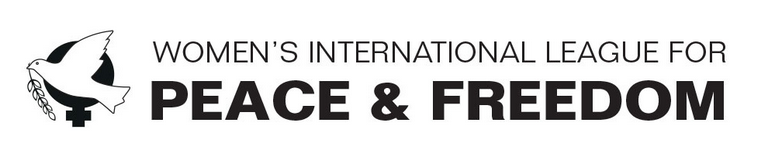 WOMEN'S INTERNATIONAL LEAGUE FOR
PEACE & FREEDOM